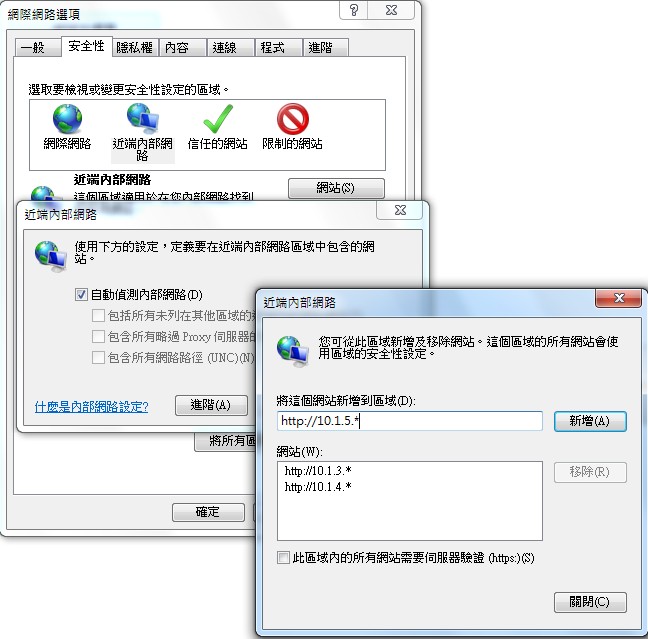 網際網路選項
一般 安全性 隱私權 內容 連線 程式 進階
選取要檢視或變更安全性設定的區域。
網際網路 近端內部網路 信任的網站 限制的網站
近端內部網路
這個區域適用於在您內部網路找到
網站(S)
近端內部網路
使用下方的設定，定義要在近端內部網路區域中包含的網
站。
自動偵測內部網路(D)
包括所有未列在其他區域的
包含所有略過 Proxy 伺服器的
包含所有網路路徑 (UNC)(N)
什麼是內部網路設定?
進階(A)
將所有區
確定
近端內部網路
您可從此區域新增及移除網站。這個區域的所有網站會使
用區域的安全性設定。
將這個網站新增到區域(D):
http://10.1.5.*
新增(A)
網站(W):
http://10.1.3.*
http://10.1.4.*
移除(R)
此區域內的所有網站需要伺服器驗證 (https:)(S)
關閉(C)